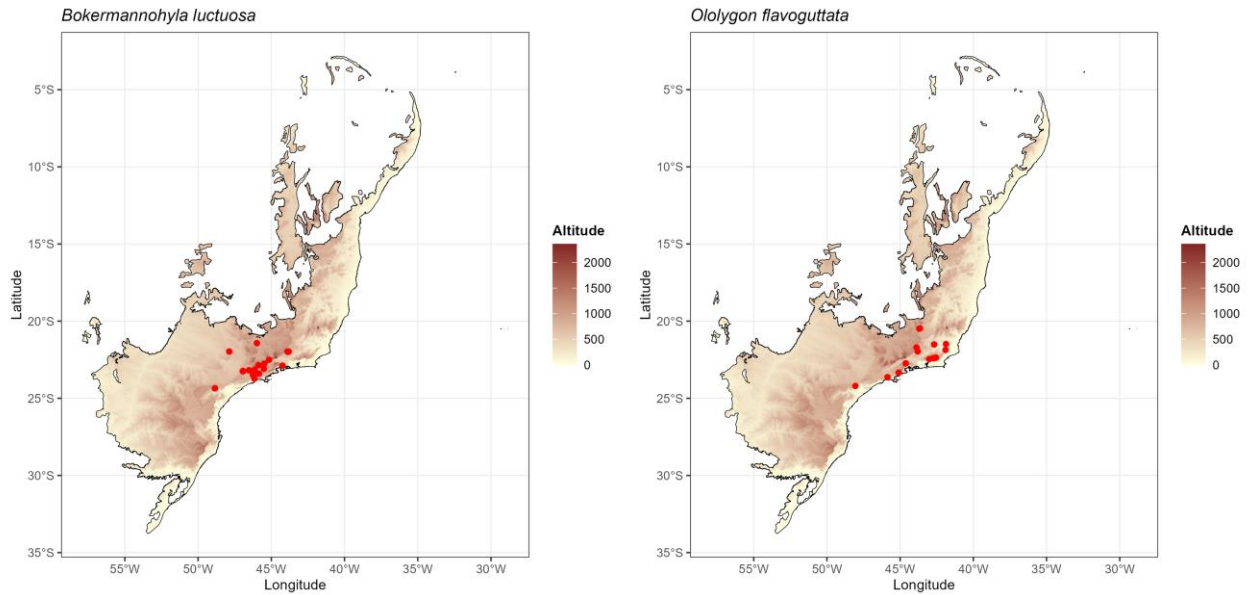 Bokermannohyla luctuosa
5°S
10°S
15°S
20°S
25°S
30°S
35°S
55°W 50°W 45°W 40°W 35°W 30°W
Longitude
Latitude
Altitude
2000
1500
1000
500
0
Ololygon flavoguttata
5°S
10°S
15°S
20°S
25°S
30°S
35°S
55°W 50°W 45°W 40°W 35°W 30°W
Longitude
Latitude
Altitude
2000
1500
1000
500
0